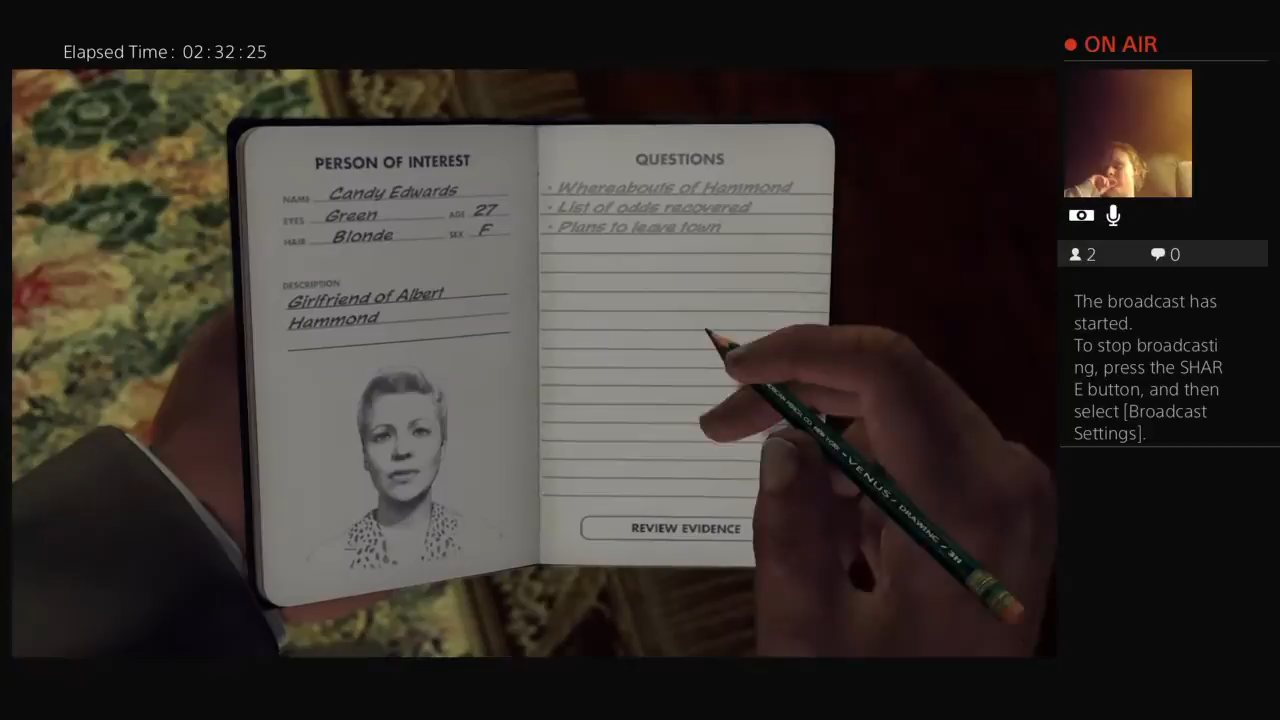 Elapsed Time: 02:32:25
ON AIR
PERSON OF INTEREST
NAME Candy Edwards
EYES Green AGE 27
HAIR Blonde SEX F
DESCRIPTION
Girlfriend of Albert
Hammond
QUESTIONS
• Whereabouts of Hammond
• List of odds recovered
• Plans to leave town
REVIEW EVIDENCE
VENUS / DRAWING / 3H
2 0
The broadcast has
started.
To stop broadcasti
ng, press the SHAR
E button, and then
select [Broadcast
Settings].